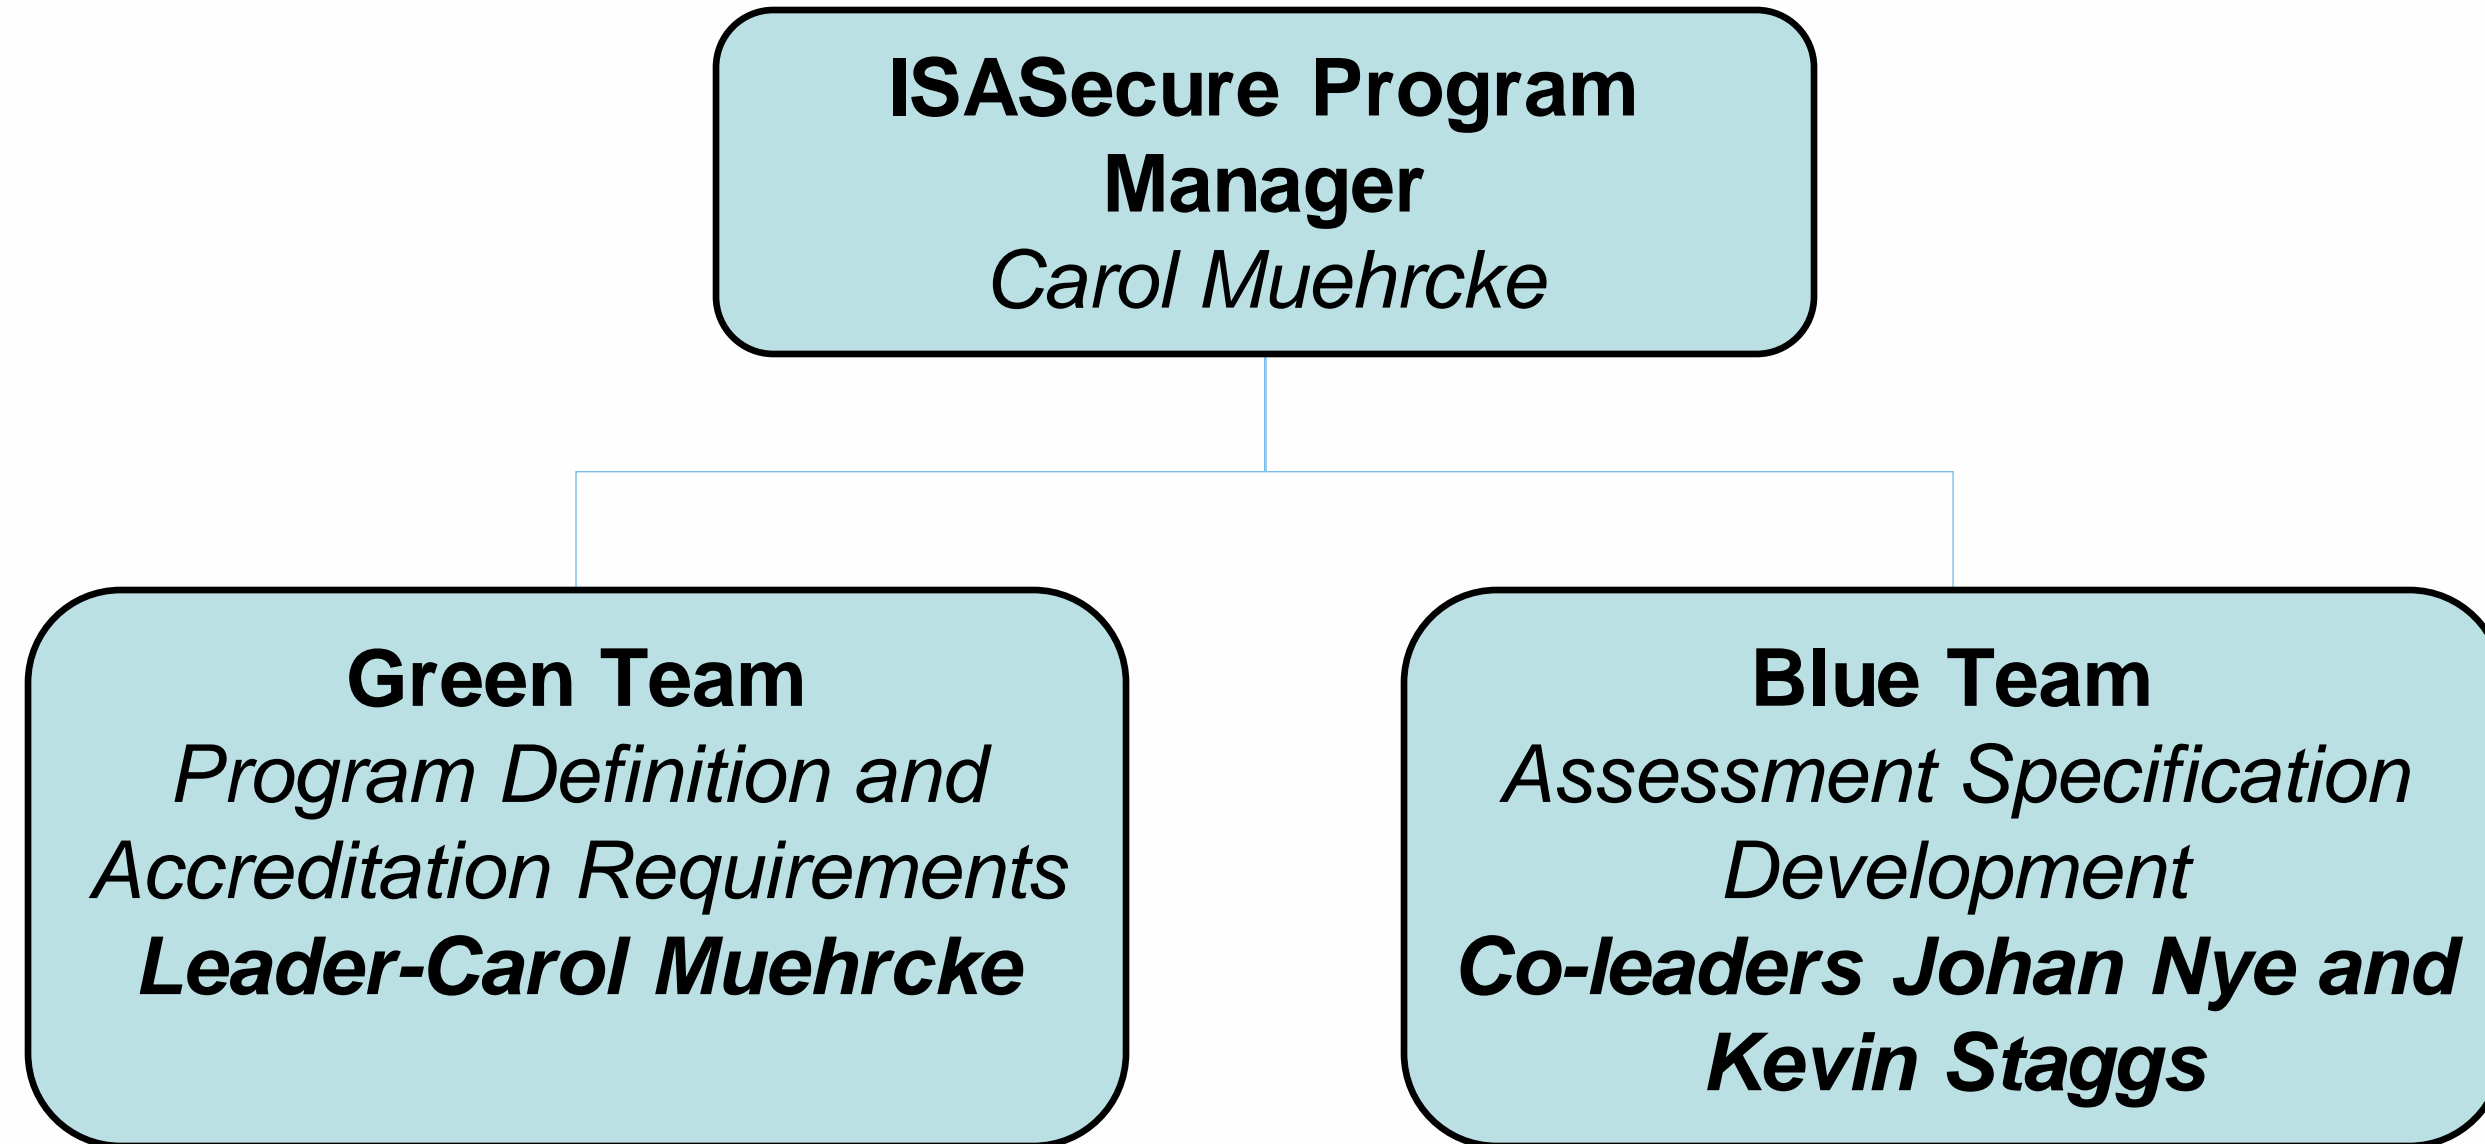 ISASecure Program
Manager
Carol Muehrcke
Green Team
Program Definition and
Accreditation Requirements
Leader-Carol Muehrcke
Blue Team
Assessment Specification
Development
Co-leaders Johan Nye and
Kevin Staggs